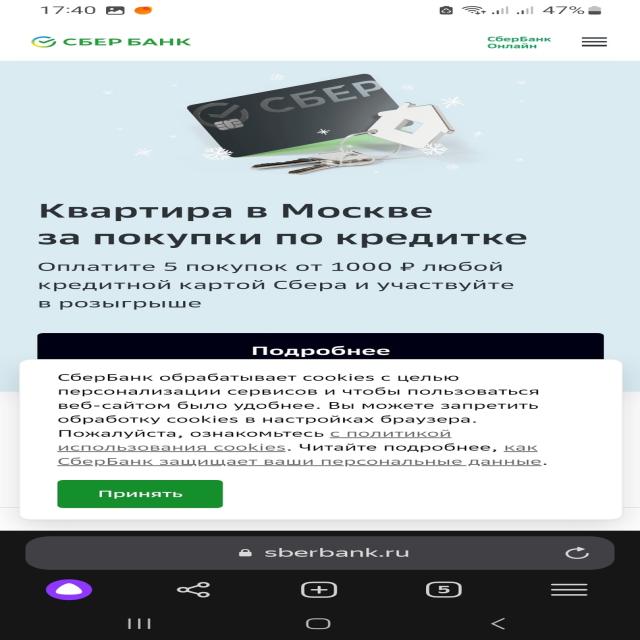 17:40
47%
СБЕР БАНК
СберБанк
Онлайн
СБЕР
Квартира в Москве
за покупки по кредитке
Оплатите 5 покупок от 1000 ₽ любой
кредитной картой Сбера и участвуйте
в розыгрыше
Подробнее
СберБанк обрабатывает cookies с целью
персонализации сервисов и чтобы пользоваться
веб-сайтом было удобнее. Вы можете запретить
обработку cookies в настройках браузера.
Пожалуйста, ознакомьтесь с политикой
использования cookies. Читайте подробнее, как
СберБанк защищает ваши персональные данные.
Принять
sberbank.ru
5